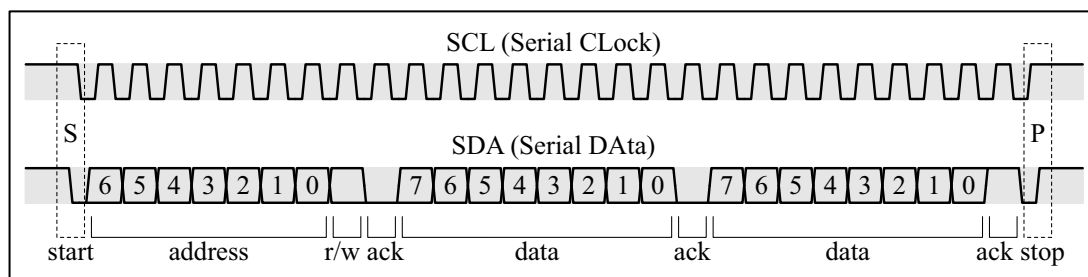 SCL (Serial CLock)
S
P
SDA (Serial DAta)
6 5 4 3 2 1 0 7 6 5 4 3 2 1 0 7 6 5 4 3 2 1 0
start address r/w ack data ack data ack stop